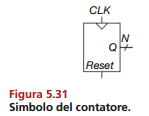 CLK
N
Q
Reset
Figura 5.31
Simbolo del contatore.